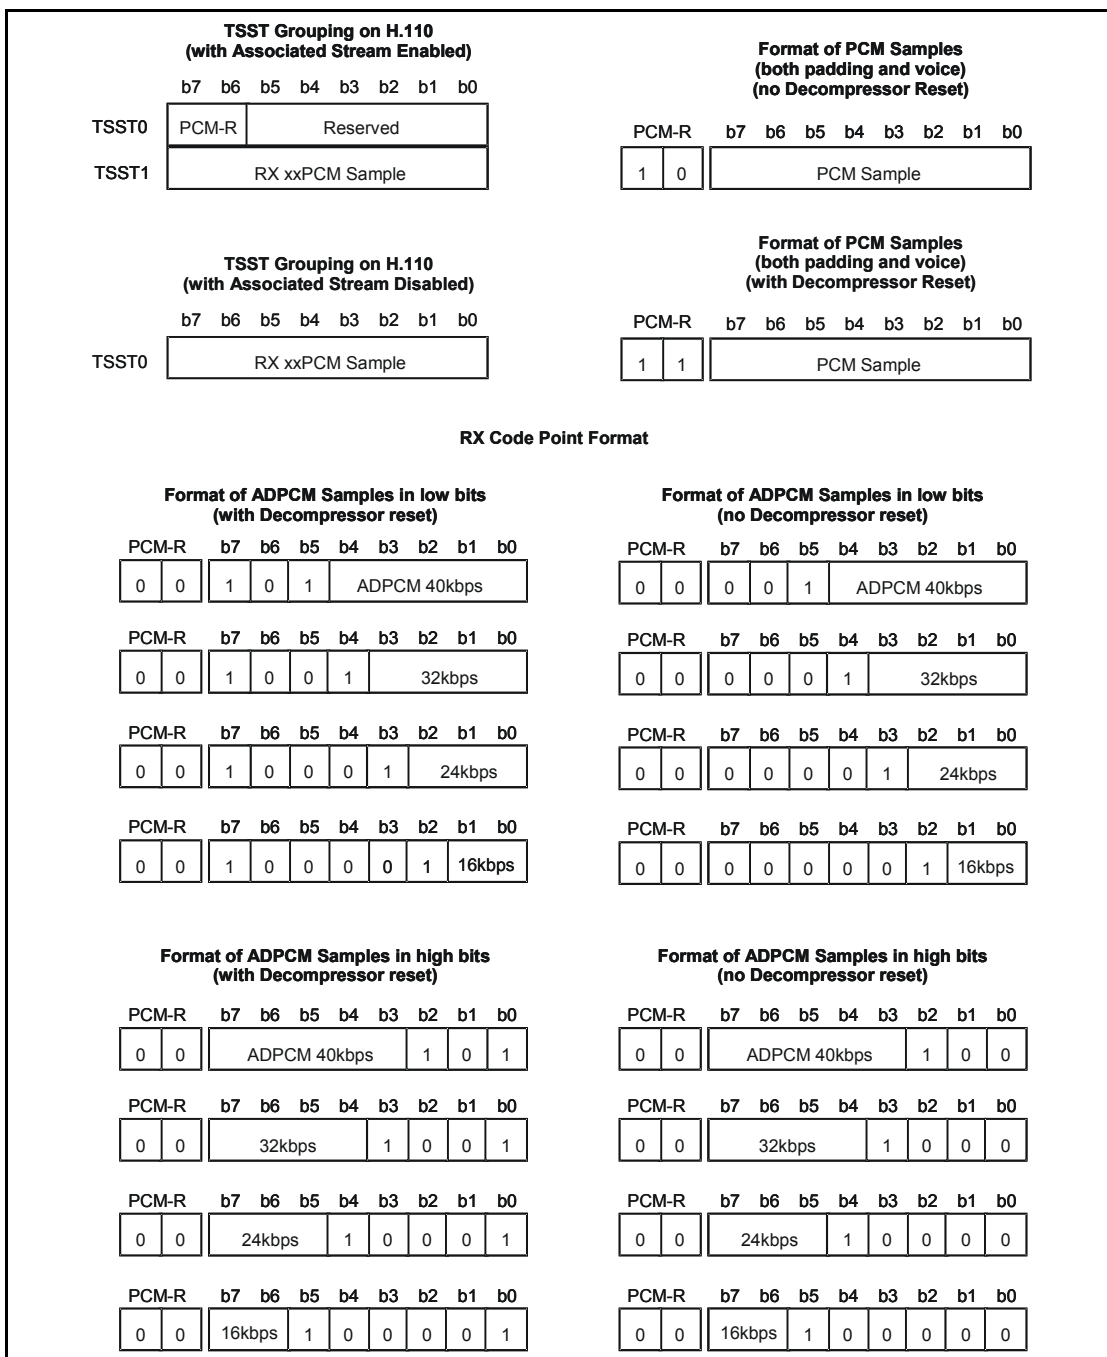 TSST Grouping on H.110
(with Associated Stream Enabled)
b7 b6 b5 b4 b3 b2 b1 b0
TSST0 PCM-R Reserved
TSST1 RX xxPCM Sample
Format of PCM Samples
(both padding and voice)
(no Decompressor Reset)
PCM-R b7 b6 b5 b4 b3 b2 b1 b0
1 0 PCM Sample
TSST Grouping on H.110
(with Associated Stream Disabled)
b7 b6 b5 b4 b3 b2 b1 b0
TSST0 RX xxPCM Sample
Format of PCM Samples
(both padding and voice)
(with Decompressor Reset)
PCM-R b7 b6 b5 b4 b3 b2 b1 b0
1 1 PCM Sample
RX Code Point Format
Format of ADPCM Samples in low bits
(with Decompressor reset)
PCM-R b7 b6 b5 b4 b3 b2 b1 b0
0 0 1 0 1 ADPCM 40kbps
PCM-R b7 b6 b5 b4 b3 b2 b1 b0
0 0 1 0 0 1 32kbps
PCM-R b7 b6 b5 b4 b3 b2 b1 b0
0 0 1 0 0 0 1 24kbps
PCM-R b7 b6 b5 b4 b3 b2 b1 b0
0 0 1 0 0 0 0 1 16kbps
Format of ADPCM Samples in low bits
(no Decompressor reset)
PCM-R b7 b6 b5 b4 b3 b2 b1 b0
0 0 0 0 1 ADPCM 40kbps
PCM-R b7 b6 b5 b4 b3 b2 b1 b0
0 0 0 0 0 1 32kbps
PCM-R b7 b6 b5 b4 b3 b2 b1 b0
0 0 0 0 0 0 1 24kbps
PCM-R b7 b6 b5 b4 b3 b2 b1 b0
0 0 0 0 0 0 0 1 16kbps
Format of ADPCM Samples in high bits
(with Decompressor reset)
PCM-R b7 b6 b5 b4 b3 b2 b1 b0
0 0 ADPCM 40kbps 1 0 1
PCM-R b7 b6 b5 b4 b3 b2 b1 b0
0 0 32kbps 1 0 0 1
PCM-R b7 b6 b5 b4 b3 b2 b1 b0
0 0 24kbps 1 0 0 0 1
PCM-R b7 b6 b5 b4 b3 b2 b1 b0
0 0 16kbps 1 0 0 0 0 1
Format of ADPCM Samples in high bits
(no Decompressor reset)
PCM-R b7 b6 b5 b4 b3 b2 b1 b0
0 0 ADPCM 40kbps 1 0 0
PCM-R b7 b6 b5 b4 b3 b2 b1 b0
0 0 32kbps 1 0 0 0
PCM-R b7 b6 b5 b4 b3 b2 b1 b0
0 0 24kbps 1 0 0 0 0
PCM-R b7 b6 b5 b4 b3 b2 b1 b0
0 0 16kbps 1 0 0 0 0 0